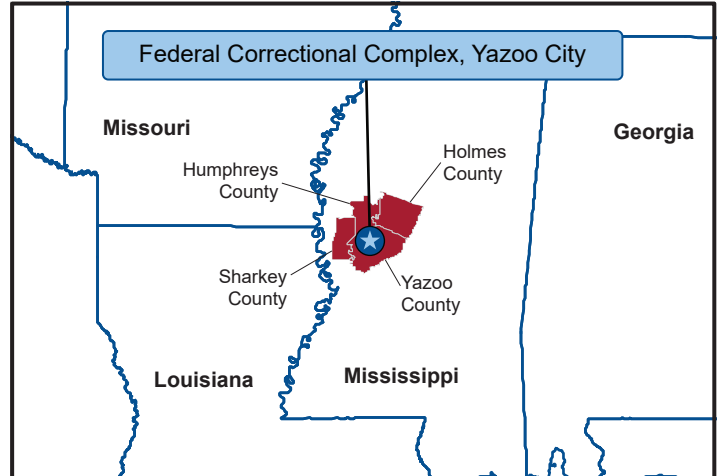 Federal Correctional Complex, Yazoo City
Missouri
Georgia
Holmes
County
Humphreys
County
Sharkey
County
Yazoo
County
Louisiana
Mississippi